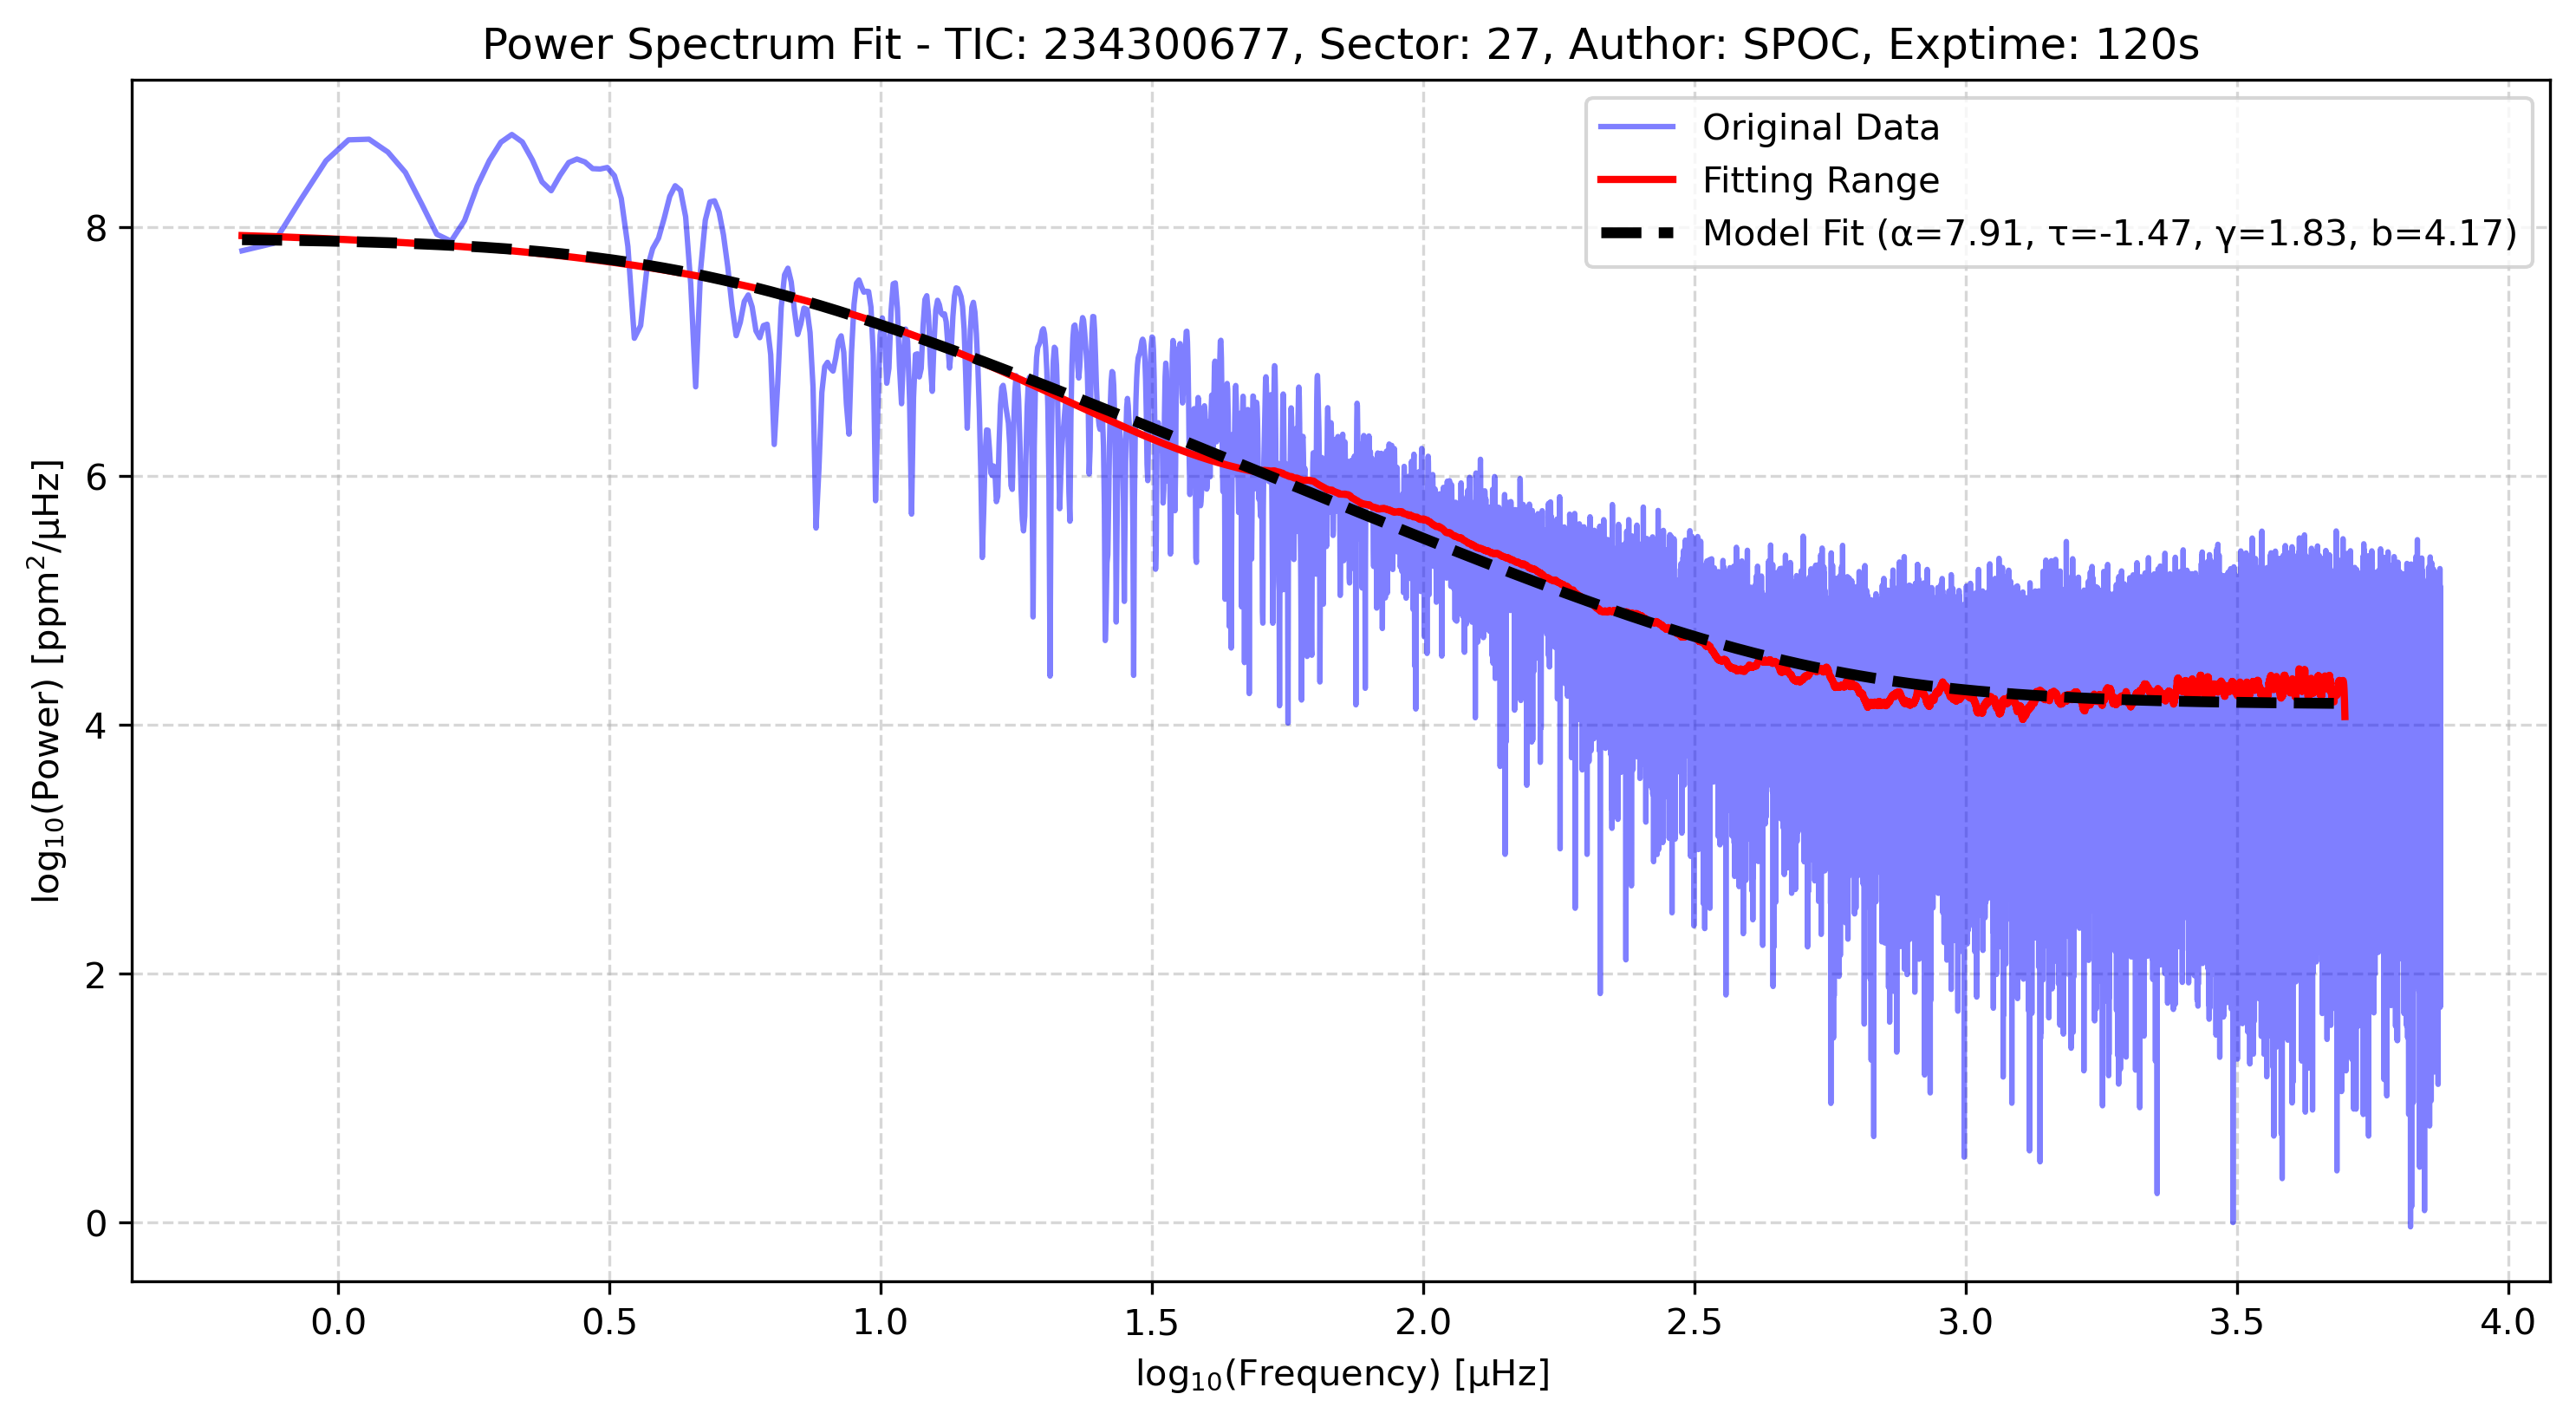 Power Spectrum Fit - TIC: 234300677, Sector: 27, Author: SPOC, Exptime: 120s
Original Data
Fitting Range
Model Fit (α=7.91, τ=-1.47, γ=1.83, b=4.17)
log₁₀(Power) [ppm²/μHz]
8
6
4
2
0
0.0 0.5 1.0 1.5 2.0 2.5 3.0 3.5 4.0
log₁₀(Frequency) [μHz]